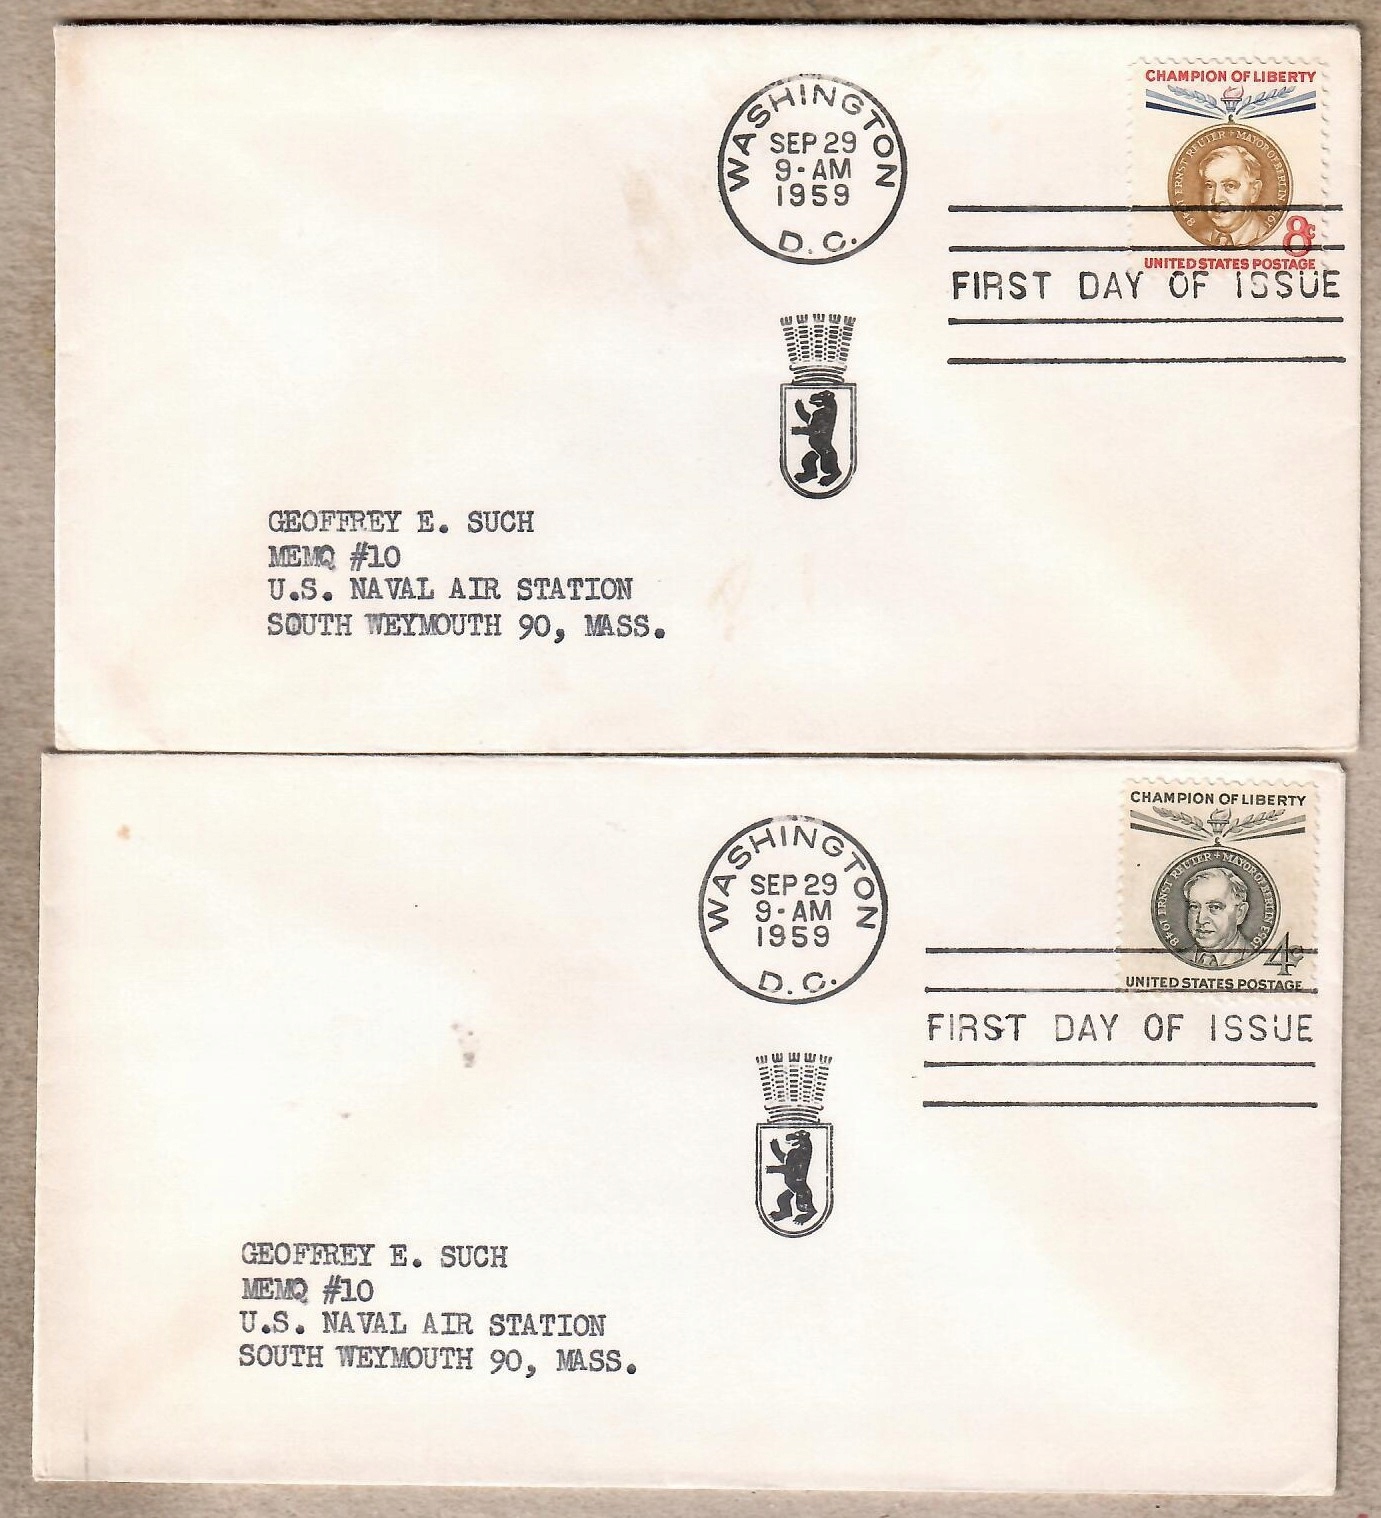 WASHINGTON
SEP 29
9-AM
1959
D.C.
CHAMPION OF LIBERTY
ERNST REUTER + MAYOR OF BERLIN
8¢
UNITED STATES POSTAGE
FIRST DAY OF ISSUE
GEOFFREY E. SUCH
MEMQ #10
U.S. NAVAL AIR STATION
SOUTH WEYMOUTH 90, MASS.
WASHINGTON
SEP 29
9-AM
1959
D.C.
CHAMPION OF LIBERTY
1948 1 ERNST REUTER + MAYOR OF BERLIN 1953
4¢
UNITED STATES POSTAGE
FIRST DAY OF ISSUE
GEOFFREY E. SUCH
MEMQ #10
U.S. NAVAL AIR STATION
SOUTH WEYMOUTH 90, MASS.